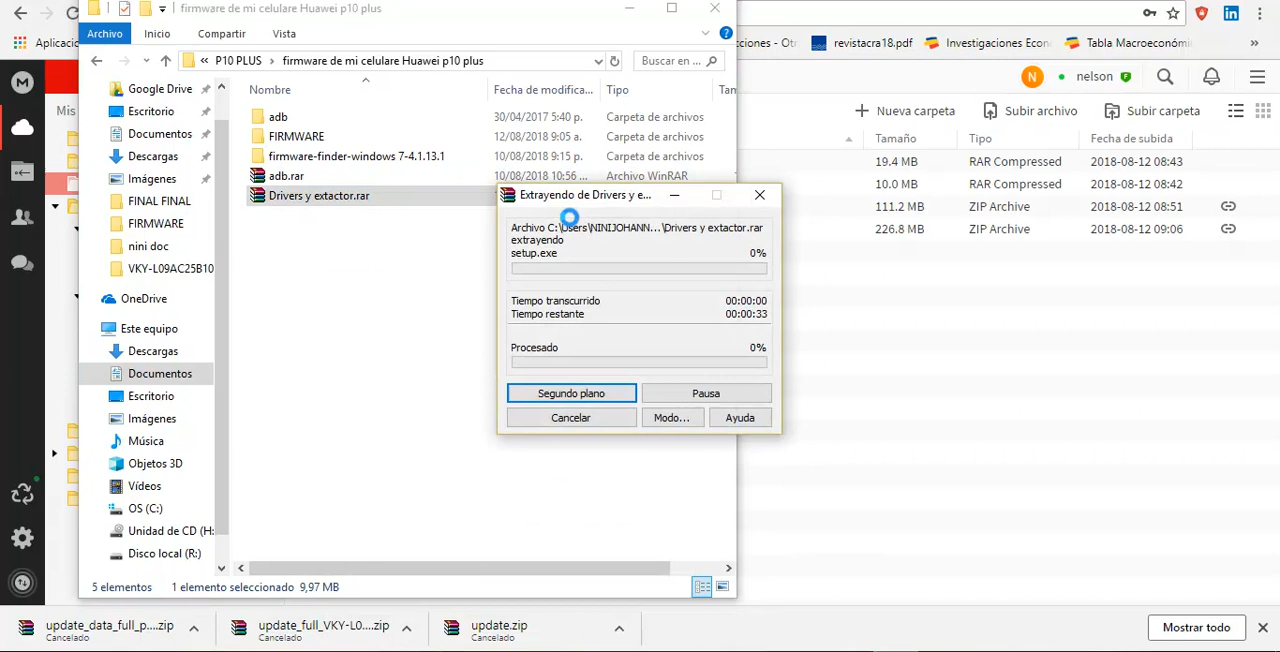 firmware de mi celulare Huawei p10 plus
Archivo
Inicio
Compartir
Vista
« P10 PLUS › firmware de mi celulare Huawei p10 plus
Buscar en ...
Google Drive
Escritorio
Documentos
Descargas
Imágenes
FINAL FINAL
FIRMWARE
nini doc
VKY-L09AC25B10
OneDrive
Este equipo
Descargas
Documentos
Escritorio
Imágenes
Música
Objetos 3D
Vídeos
OS (C:)
Unidad de CD (H:
Disco local (R:)
Nombre
Fecha de modifica...
Tipo
Tam
adb
30/04/2017 5:40 p.
Carpeta de archivos
FIRMWARE
12/08/2018 9:05 a.
Carpeta de archivos
firmware-finder-windows 7-4.1.13.1
10/08/2018 9:15 p.
Carpeta de archivos
adb.rar
10/08/2018 10:56 ...
Archivo WinRAR
Drivers y extactor.rar
5 elementos
1 elemento seleccionado 9,97 MB
Extrayendo de Drivers y e...
Archivo C:\Users\NINIJOHANN...\Drivers y extactor.rar
extrayendo
setup.exe
0%
Tiempo transcurrido
00:00:00
Tiempo restante
00:00:33
Procesado
0%
Segundo plano
Pausa
Cancelar
Modo...
Ayuda
Aplicacio
ciones - Otr
revistacra18.pdf
Investigaciones Econ
Tabla Macroeconómi
»
M
Mis
N
nelson
Nueva carpeta
Subir archivo
Subir carpeta
Tamaño
Tipo
Fecha de subida
19.4 MB
RAR Compressed
2018-08-12 08:43
10.0 MB
RAR Compressed
2018-08-12 08:42
111.2 MB
ZIP Archive
2018-08-12 08:51
226.8 MB
ZIP Archive
2018-08-12 09:06
update_data_full_p....zip
Cancelado
update_full_VKY-L0...zip
Cancelado
update.zip
Cancelado
Mostrar todo